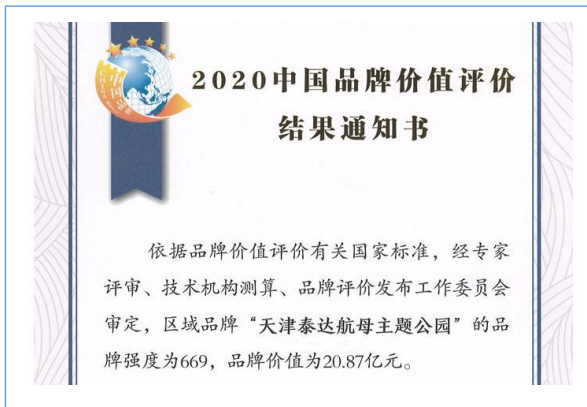 2020中国品牌价值评价
结果通知书
依据品牌价值评价有关国家标准，经专家
评审、技术机构测算、品牌评价发布工作委员会
审定，区域品牌“天津泰达航母主题公园”的品
牌强度为669，品牌价值为20.87亿元。